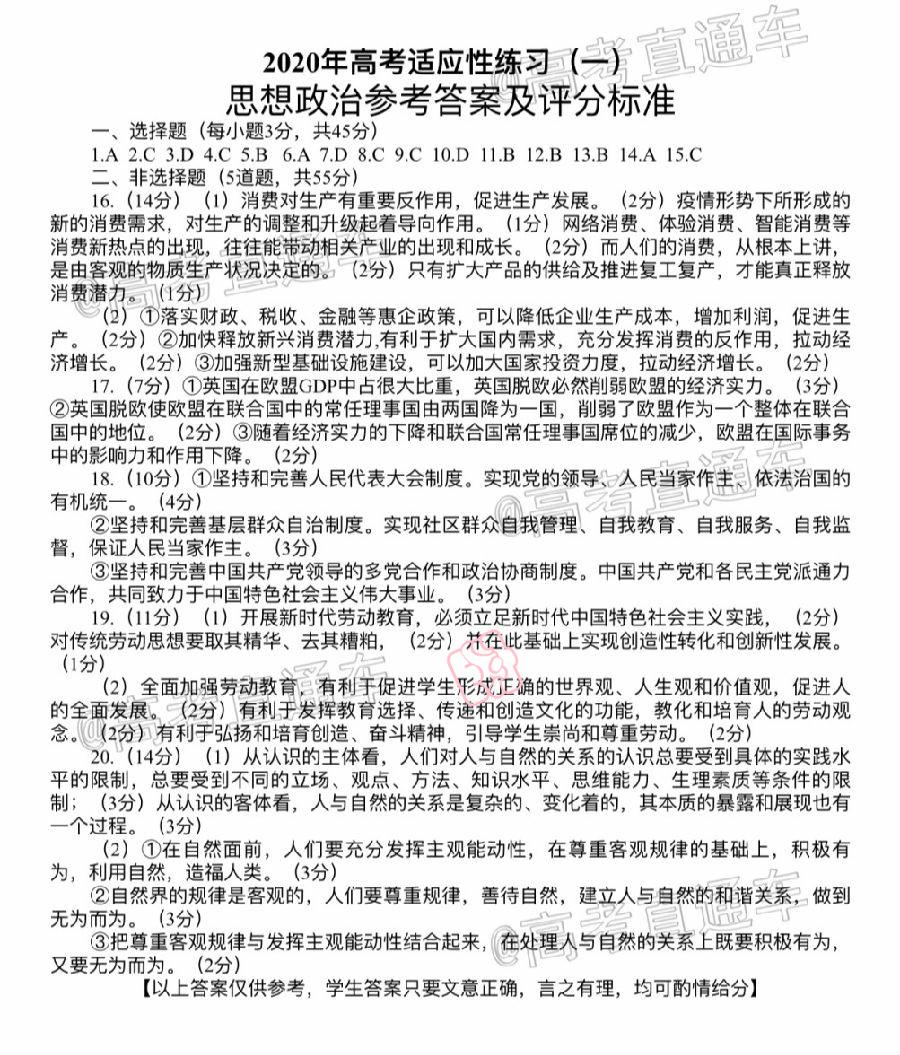 2020年高考适应性练习（一）
思想政治参考答案及评分标准
一、选择题（每小题3分，共45分）
1.A 2.C 3.D 4.C 5.B 6.A 7.D 8.C 9.C 10.D 11.B 12.B 13.B 14.A 15.C
二、非选择题（5道题，共55分）
16.（14分）（1）消费对生产有重要反作用，促进生产发展。（2分）疫情形势下所形成的
新的消费需求，对生产的调整和升级起着导向作用。（1分）网络消费、体验消费、智能消费等
消费新热点的出现，往往能带动相关产业的出现和成长。（2分）而人们的消费，从根本上讲，
是由客观的物质生产状况决定的。（2分）只有扩大产品的供给及推进复工复产，才能真正释放
消费潜力。（1分）
（2）①落实财政、税收、金融等惠企政策，可以降低企业生产成本，增加利润，促进生
产。（2分）②加快释放新兴消费潜力,有利于扩大国内需求，充分发挥消费的反作用，拉动经
济增长。（2分）③加强新型基础设施建设，可以加大国家投资力度，拉动经济增长。（2分）
17.（7分）①英国在欧盟GDP中占很大比重，英国脱欧必然削弱欧盟的经济实力。（3分）
②英国脱欧使欧盟在联合国中的常任理事国由两国降为一国，削弱了欧盟作为一个整体在联合
国中的地位。（2分）③随着经济实力的下降和联合国常任理事国席位的减少，欧盟在国际事务
中的影响力和作用下降。（2分）
18.（10分）①坚持和完善人民代表大会制度。实现党的领导、人民当家作主、依法治国的
有机统一。（4分）
②坚持和完善基层群众自治制度。实现社区群众自我管理、自我教育、自我服务、自我监
督，保证人民当家作主。（3分）
③坚持和完善中国共产党领导的多党合作和政治协商制度。中国共产党和各民主党派通力
合作，共同致力于中国特色社会主义伟大事业。（3分）
19.（11分）（1）开展新时代劳动教育，必须立足新时代中国特色社会主义实践，（2分）
对传统劳动思想要取其精华、去其糟粕，（2分）并在此基础上实现创造性转化和创新性发展。
（1分）
（2）全面加强劳动教育，有利于促进学生形成正确的世界观、人生观和价值观，促进人
的全面发展。（2分）有利于发挥教育选择、传递和创造文化的功能，教化和培育人的劳动观
念。（2分）有利于弘扬和培育创造、奋斗精神，引导学生崇尚和尊重劳动。（2分）
20.（14分）（1）从认识的主体看，人们对人与自然的关系的认识总要受到具体的实践水
平的限制，总要受到不同的立场、观点、方法、知识水平、思维能力、生理素质等条件的限
制；（3分）从认识的客体看，人与自然的关系是复杂的、变化着的，其本质的暴露和展现也有
一个过程。（3分）
（2）①在自然面前，人们要充分发挥主观能动性，在尊重客观规律的基础上，积极有
为，利用自然，造福人类。（3分）
②自然界的规律是客观的，人们要尊重规律，善待自然，建立人与自然的和谐关系，做到
无为而为。（3分）
③把尊重客观规律与发挥主观能动性结合起来，在处理人与自然的关系上既要积极有为，
又要无为而为。（2分）
【以上答案仅供参考，学生答案只要文意正确，言之有理，均可酌情给分】
@高考直通车
@高考直通车
@高考直通车
@高考直通车
@高考直通车